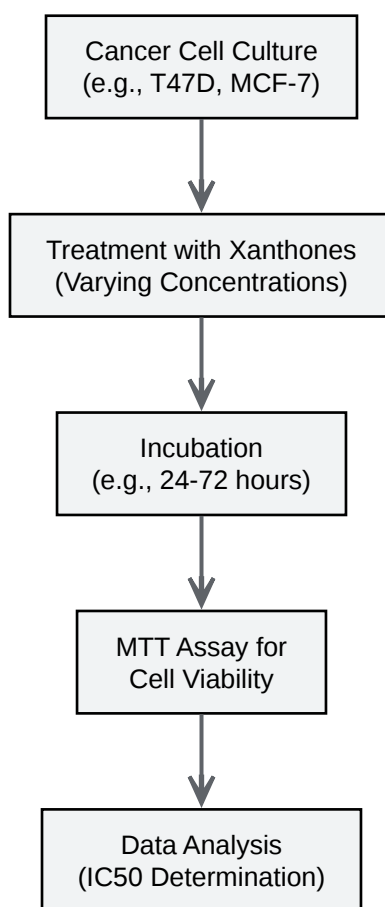 Cancer Cell Culture
(e.g., T47D, MCF-7)
Treatment with Xanthones
(Varying Concentrations)
Incubation
(e.g., 24-72 hours)
MTT Assay for
Cell Viability
Data Analysis
(IC50 Determination)